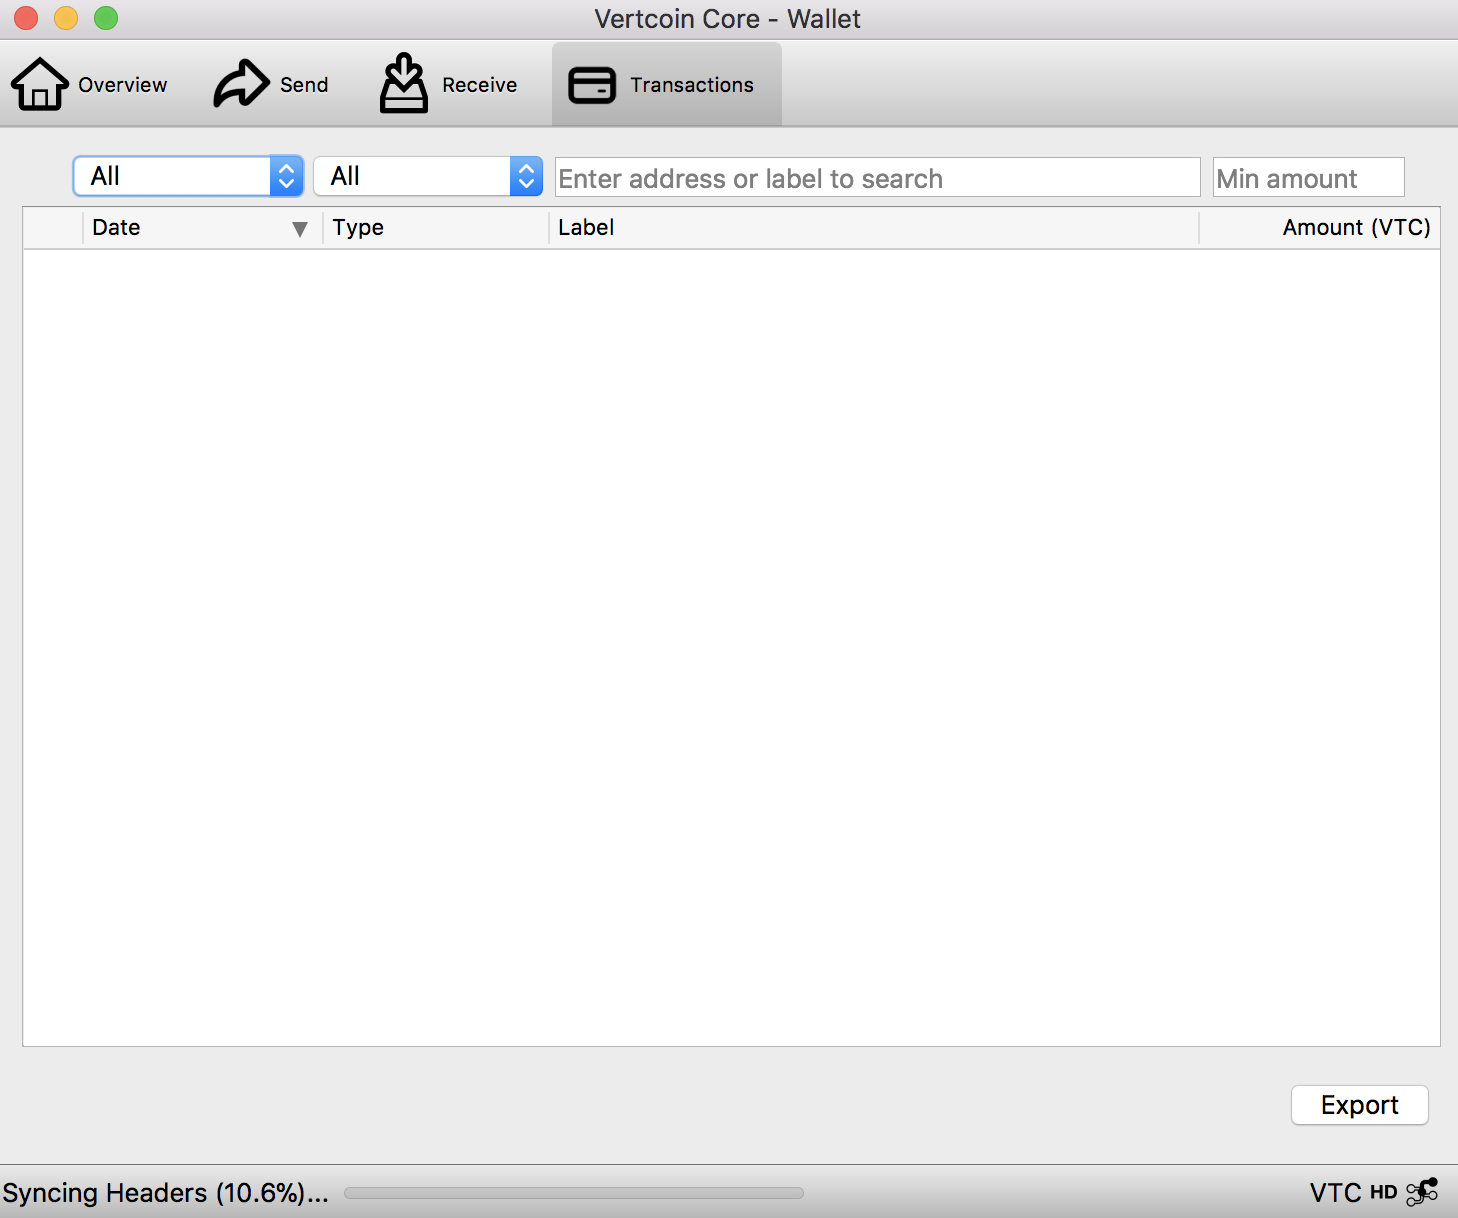 Vertcoin Core - Wallet
Overview Send Receive Transactions
All All Enter address or label to search Min amount
Date Type Label Amount (VTC)
Export
Syncing Headers (10.6%)... VTC HD